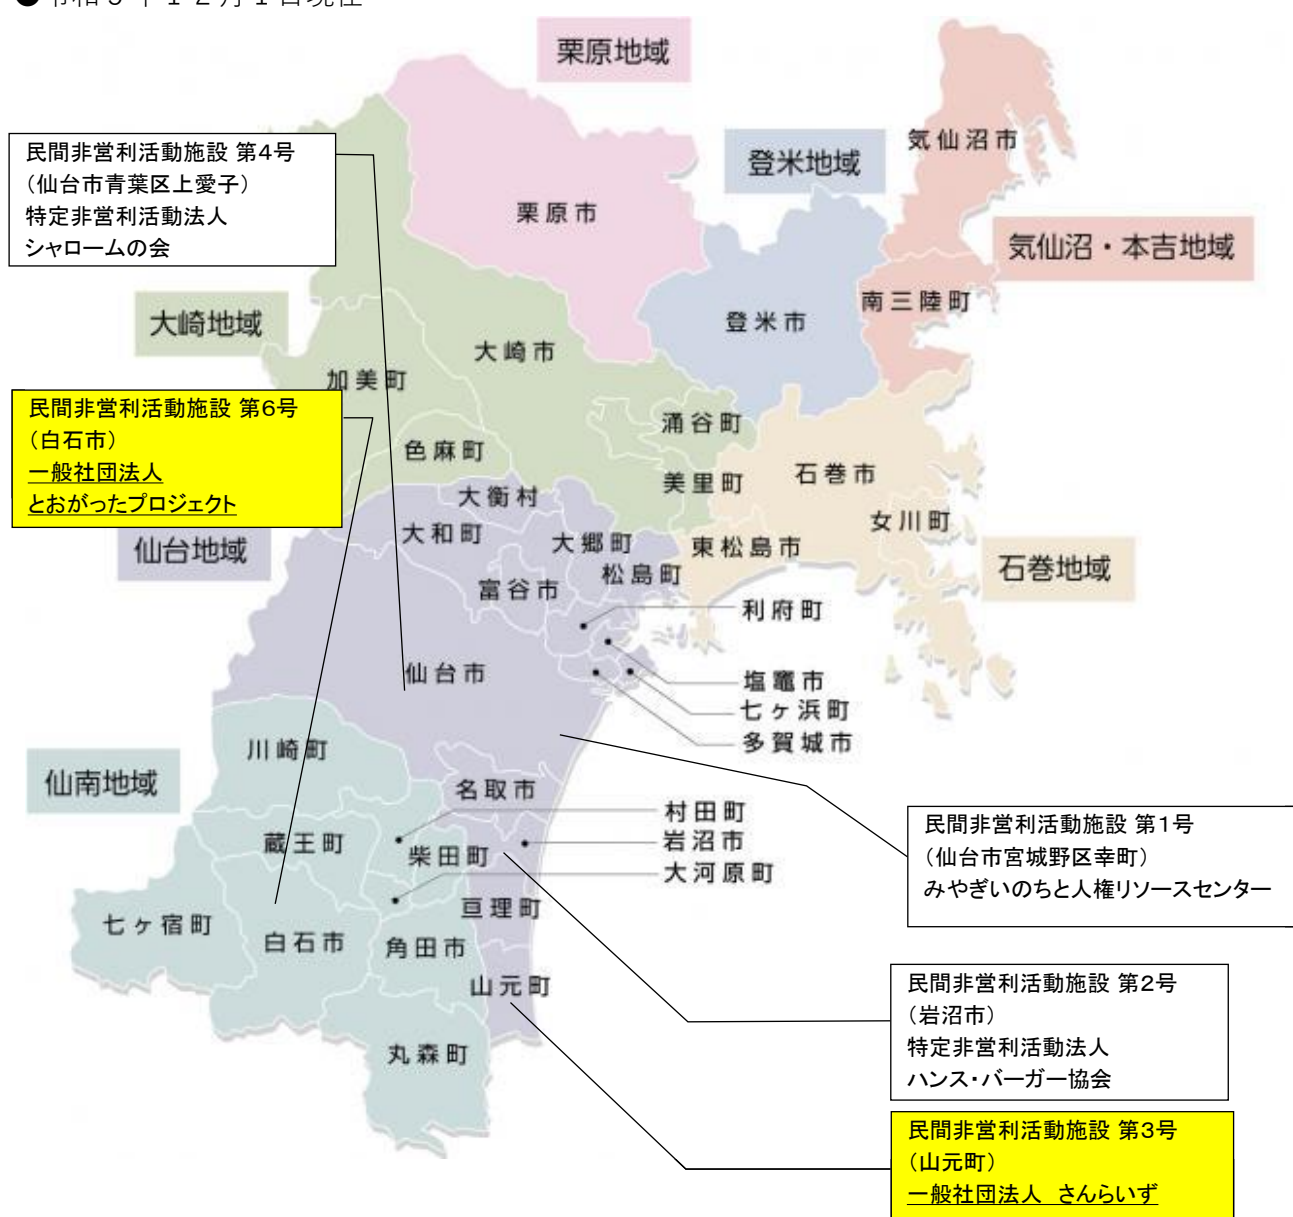 栗原地域
気仙沼市
民間非営利活動施設 第4号
（仙台市青葉区上愛子）
特定非営利活動法人
シャロームの会
登米地域
栗原市
気仙沼・本吉地域
南三陸町
大崎地域
登米市
大崎市
加美町
民間非営利活動施設 第6号
（白石市）
一般社団法人
とおがったプロジェクト
涌谷町
色麻町
石巻市
美里町
大衡村
女川町
大和町
大郷町
東松島市
仙台地域
石巻地域
松島町
富谷市
利府町
仙台市
塩竈市
七ヶ浜町
多賀城市
川崎町
仙南地域
名取市
村田町
岩沼市
大河原町
蔵王町
柴田町
民間非営利活動施設 第1号
（仙台市宮城野区幸町）
みやぎいのちと人権リソースセンター
亘理町
七ヶ宿町
白石市
角田市
山元町
民間非営利活動施設 第2号
（岩沼市）
特定非営利活動法人
ハンス・バーガー協会
丸森町
民間非営利活動施設 第3号
（山元町）
一般社団法人 さんらいず